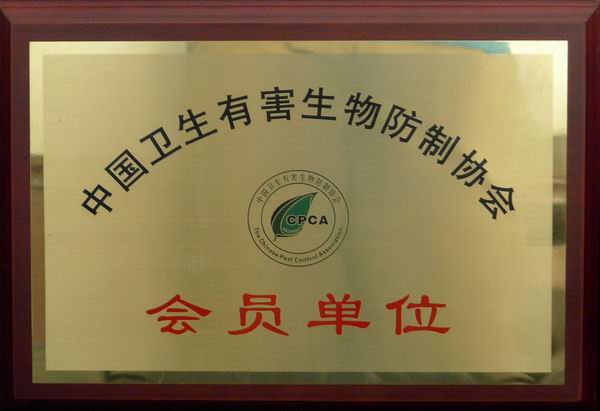 中国卫生有害生物防制协会
中国卫生有害生物防制协会
CPCA
The Chinese Pest Control Association
会员单位